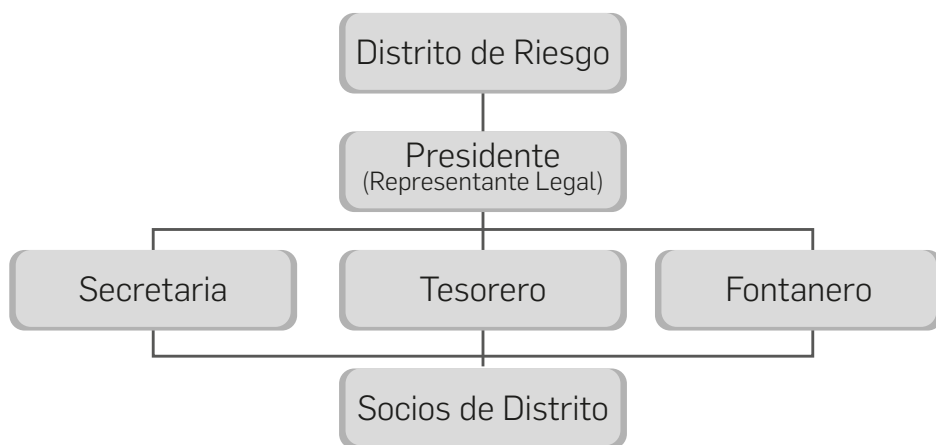 Distrito de Riesgo
Presidente
(Representante Legal)
Secretaria
Tesorero
Fontanero
Socios de Distrito